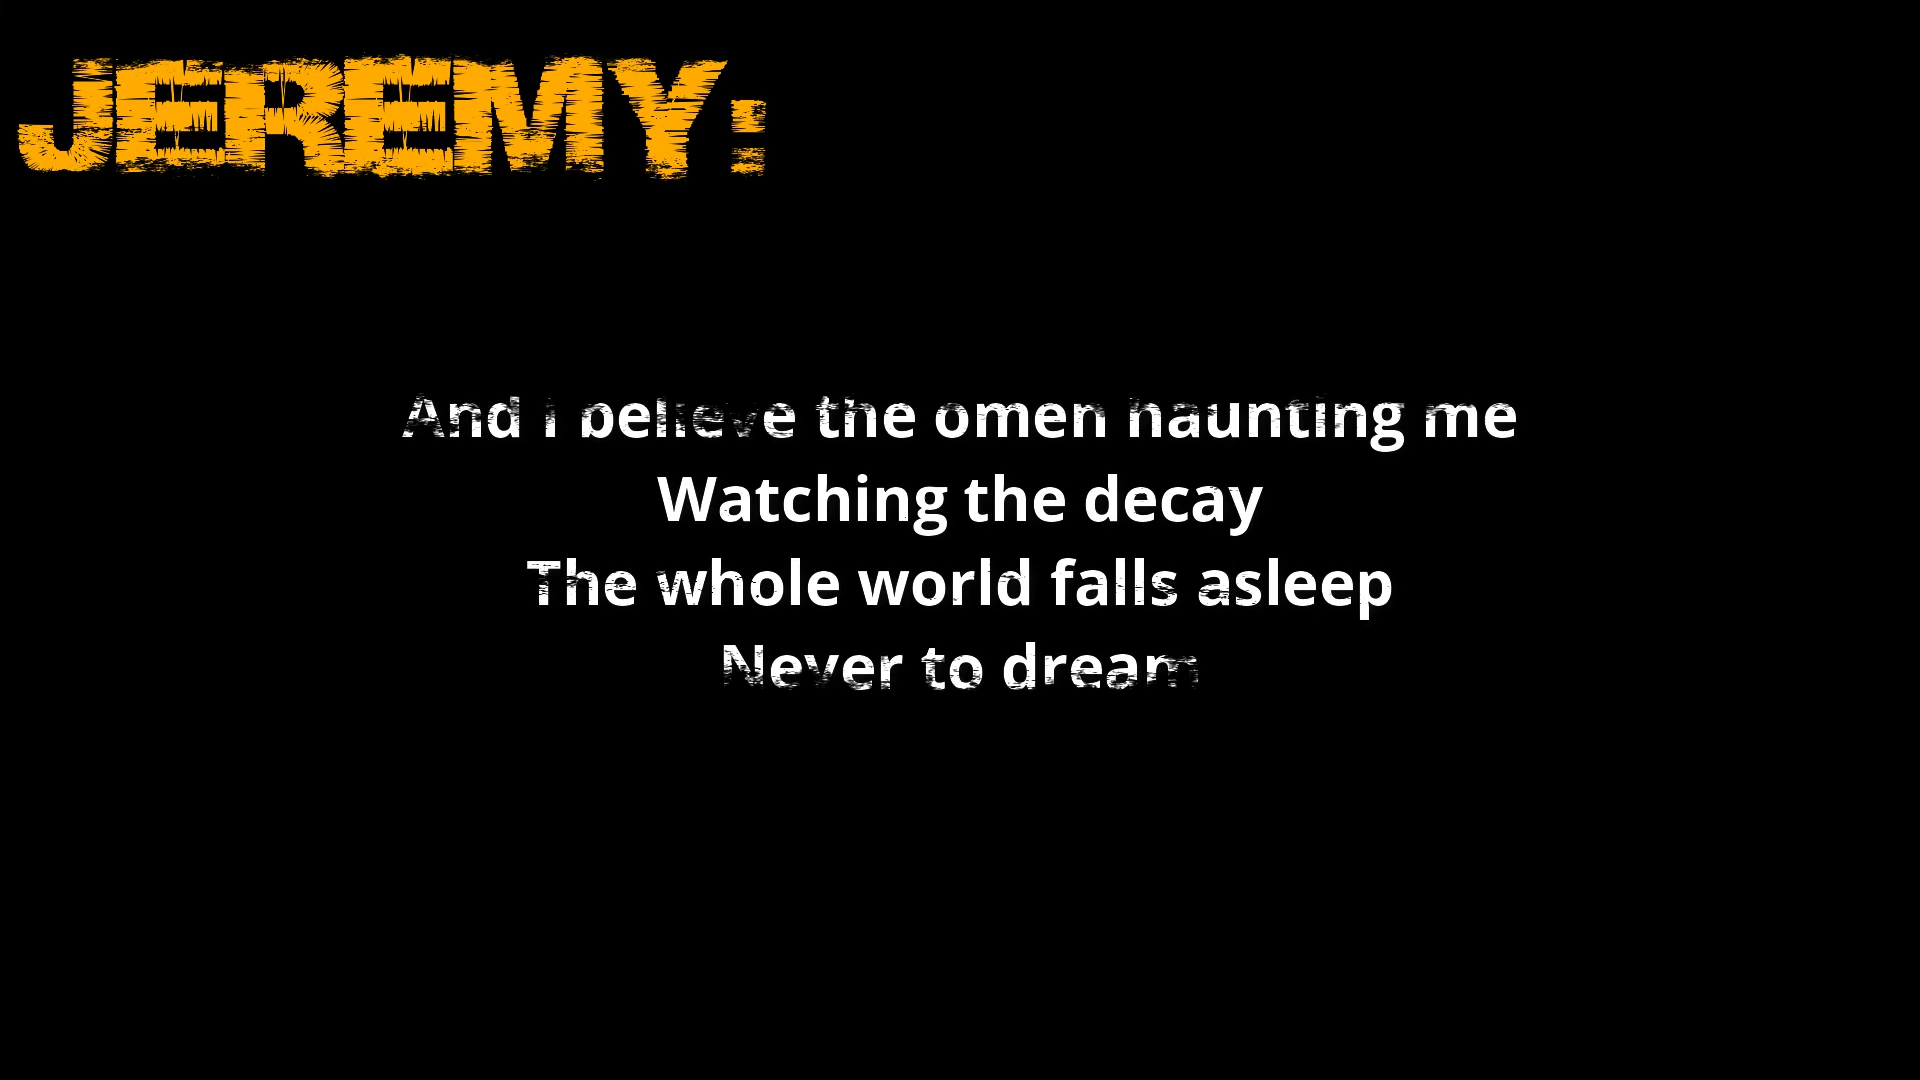 JEREMY:
And I believe the omen haunting me
Watching the decay
The whole world falls asleep
Never to dream